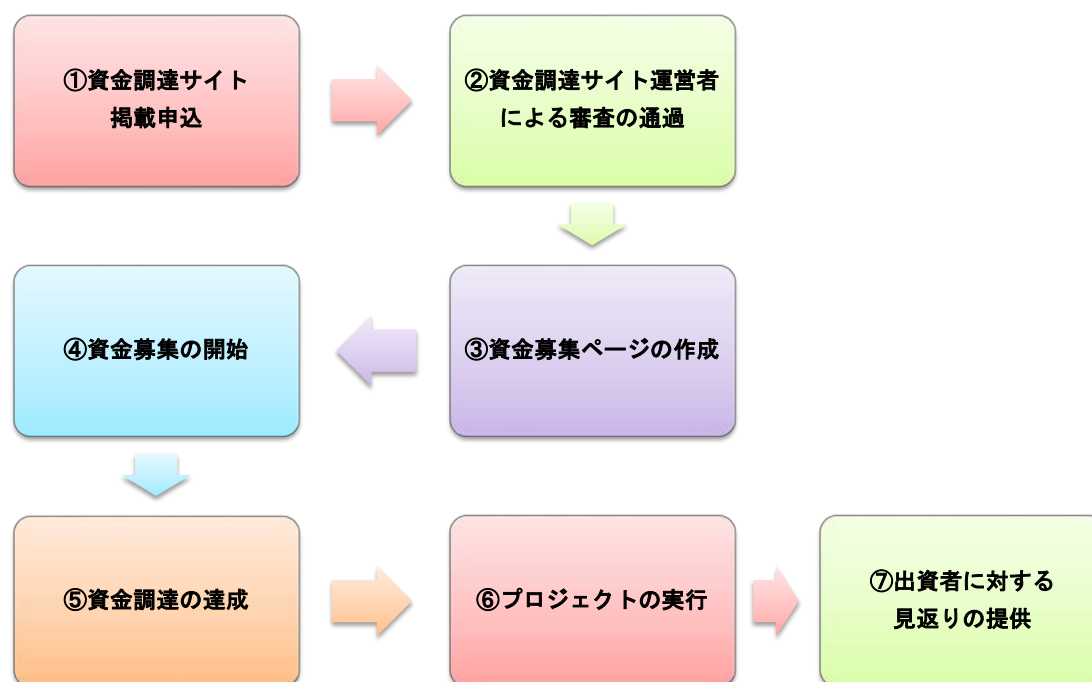 ①資金調達サイト
掲載申込
②資金調達サイト運営者
による審査の通過
③資金募集ページの作成
④資金募集の開始
⑤資金調達の達成
⑥プロジェクトの実行
⑦出資者に対する
見返りの提供